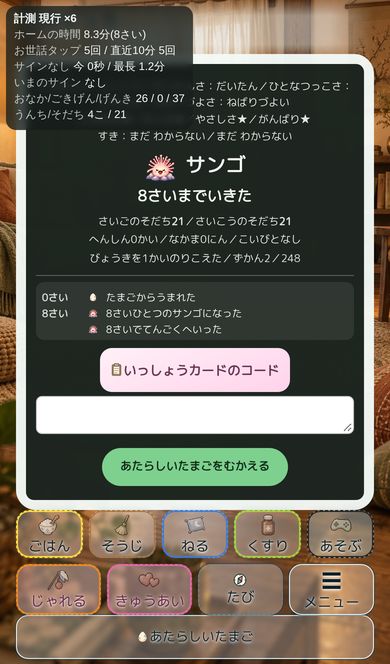 計測 現行 ×6
ホームの時間 8.3分(8さい)
お世話タップ 5回 / 直近10分 5回
サインなし 今 0秒 / 最長 1.2分
いまのサイン なし
おなか/ごきげん/げんき 26 / 0 / 37
うんち/そだち 4こ / 21
さ：だいたん／ひとなつっこさ：
よさ：ねばりづよい
／やさしい★／がんばり★
すき：まだ わからない／まだ わからない
サンゴ
8さいまでいきた
さいごのそだち21／さいこうのそだち21
へんしん0かい／なかま0にん／こいびとなし
びょうきを1かいのりこえた／ずかん2／248
0さい たまごからうまれた
8さい 8さいひとつのサンゴになった
8さいでてんごくへいった
いっしょうカードのコード
あたらしいたまごをむかえる
ごはん そうじ ねる くすり あそぶ
じゃれる きゅうあい たび メニュー
あたらしいたまご